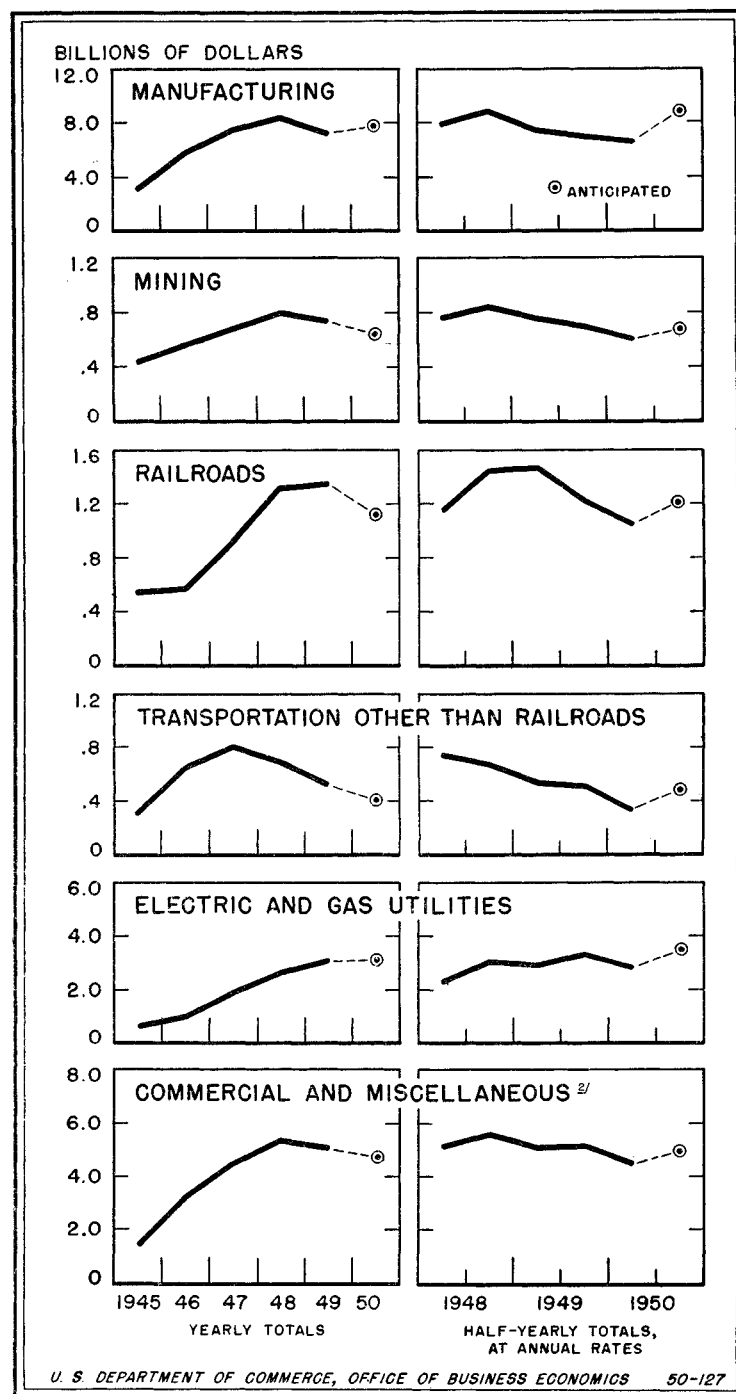 BILLIONS OF DOLLARS
12.0
MANUFACTURING
8.0
4.0
0
ANTICIPATED
1.2
MINING
.8
.4
0
1.6
RAILROADS
1.2
.8
.4
0
1.2
TRANSPORTATION OTHER THAN RAILROADS
.8
.4
0
6.0
ELECTRIC AND GAS UTILITIES
4.0
2.0
0
8.0
COMMERCIAL AND MISCELLANEOUS 2/
6.0
4.0
2.0
0
1945 46 47 48 49 50
YEARLY TOTALS
1948 1949 1950
HALF-YEARLY TOTALS,
AT ANNUAL RATES
U. S. DEPARTMENT OF COMMERCE, OFFICE OF BUSINESS ECONOMICS 50-127